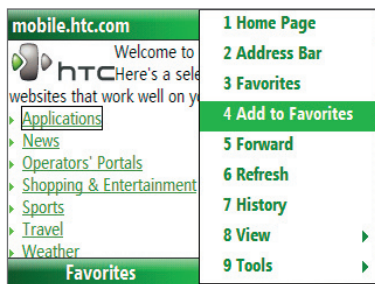 mobile.htc.com
Welcome to
hTC Here's a sele
websites that work well on y
Applications
News
Operators' Portals
Shopping & Entertainment
Sports
Travel
Weather
Favorites
1 Home Page
2 Address Bar
3 Favorites
4 Add to Favorites
5 Forward
6 Refresh
7 History
8 View
9 Tools